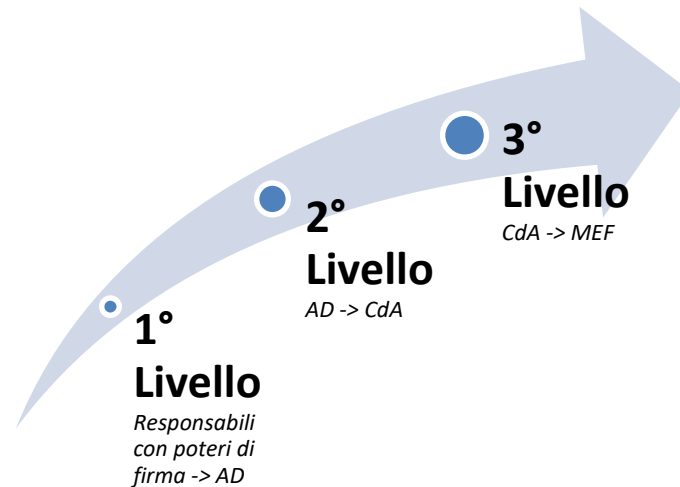 1°
Livello
Responsabili
con poteri di
firma -> AD
2°
Livello
AD -> CdA
3°
Livello
CdA -> MEF